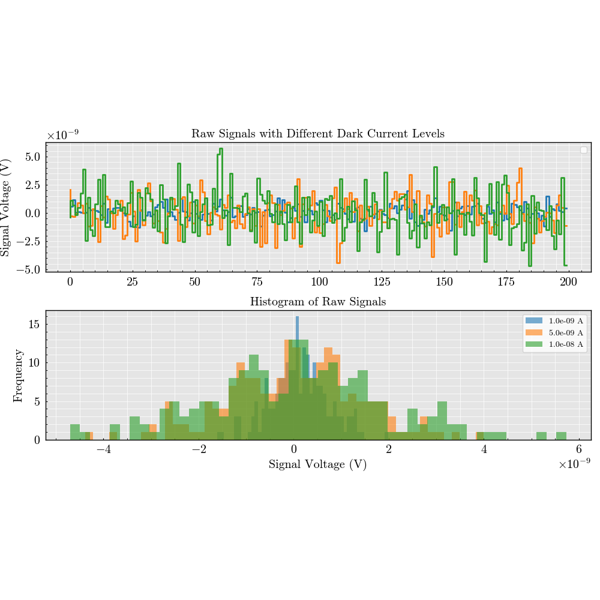 Raw Signals with Different Dark Current Levels
×10⁻⁹
Signal Voltage (V)
5.0
2.5
0.0
−2.5
−5.0
0 25 50 75 100 125 150 175 200
Histogram of Raw Signals
Frequency
15
10
5
0
1.0e-09 A
5.0e-09 A
1.0e-08 A
−4 −2 0 2 4 6
Signal Voltage (V)
×10⁻⁹